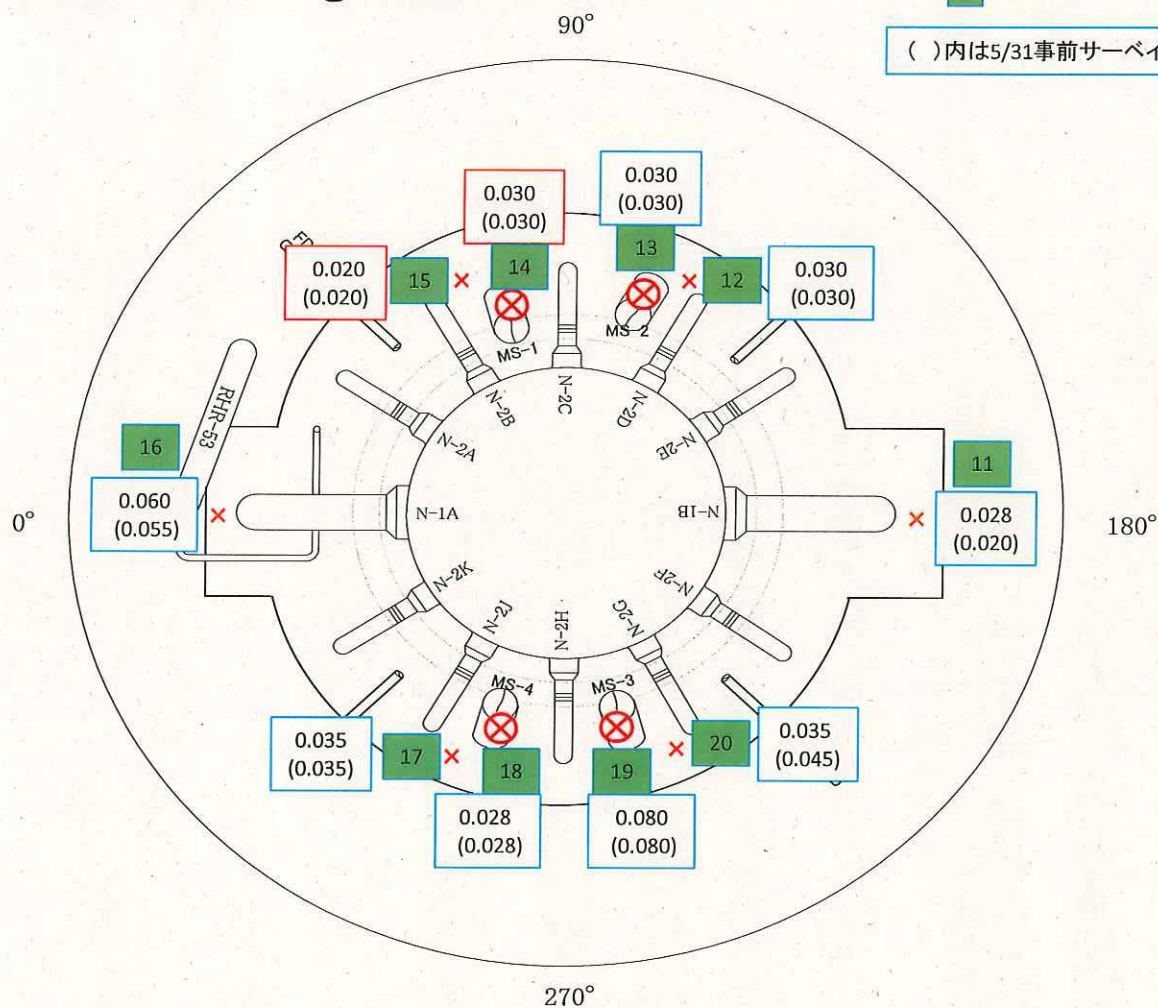 90°
( )内は5/31事前サーベイ
0.030
(0.030)
0.030
(0.030)
0.020
(0.020)
15
14
13
12
0.030
(0.030)
MS-1
MS-2
RHR-53
N-2A
N-2B
N-2C
N-2D
N-2E
16
11
0°
0.060
(0.055)
N-1A
N-1B
0.028
(0.020)
180°
N-2K
N-2J
N-2H
N-2G
N-2F
MS-4
MS-3
0.035
(0.035)
17
18
19
20
0.035
(0.045)
0.028
(0.028)
0.080
(0.080)
270°